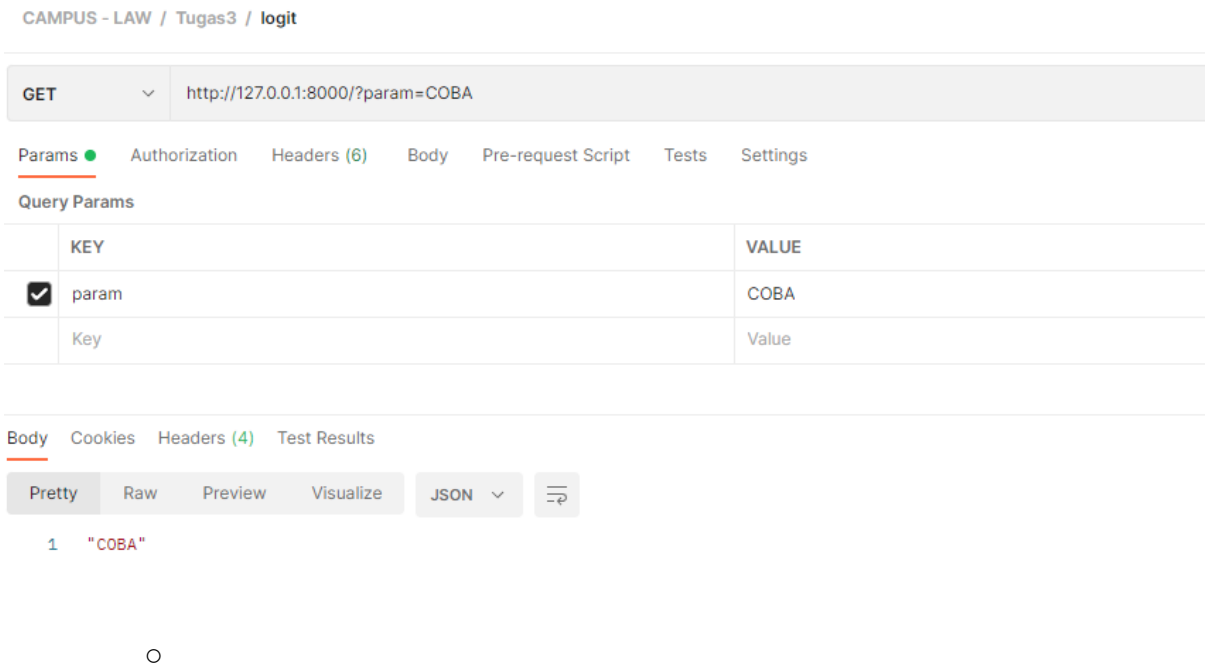 CAMPUS - LAW / Tugas3 / logit
GET http://127.0.0.1:8000/?param=COBA
Params Authorization Headers (6) Body Pre-request Script Tests Settings
Query Params
KEY VALUE
param COBA
Key Value
Body Cookies Headers (4) Test Results
Pretty Raw Preview Visualize JSON
1 "COBA"